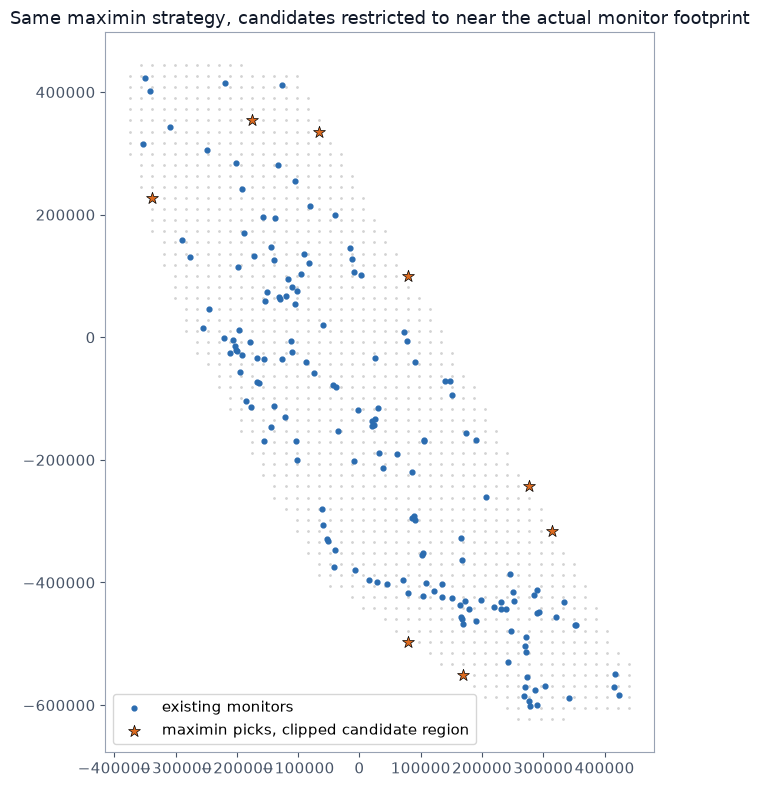 Same maximin strategy, candidates restricted to near the actual monitor footprint
400000
200000
0
−200000
−400000
−600000
existing monitors
maximin picks, clipped candidate region
−400000−300000−200000−100000 0 100000 200000 300000 400000